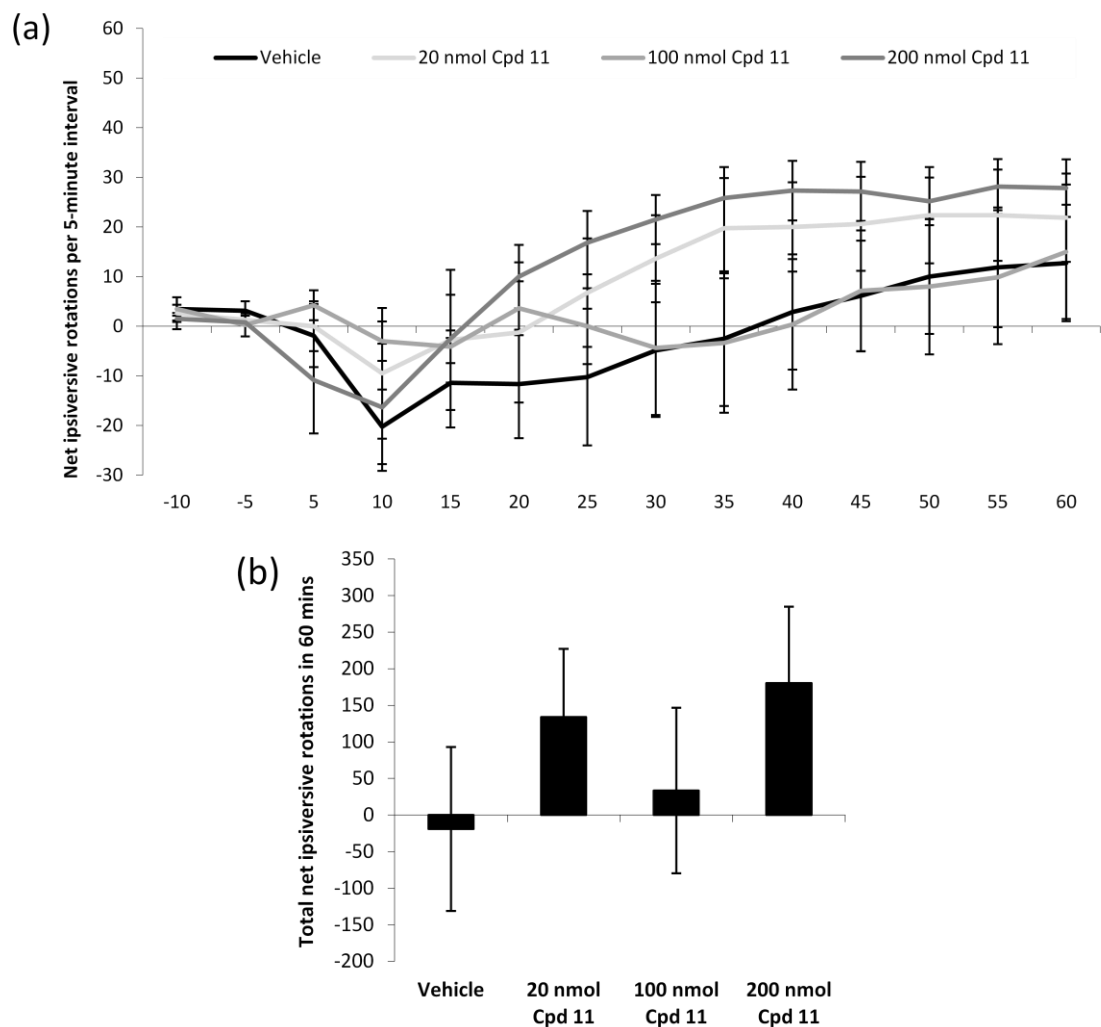 (a)
Vehicle 20 nmol Cpd 11 100 nmol Cpd 11 200 nmol Cpd 11
Net ipsiversive rotations per 5-minute interval
60
50
40
30
20
10
0
-10
-20
-30
-10 -5 5 10 15 20 25 30 35 40 45 50 55 60
(b)
Total net ipsiversive rotations in 60 mins
350
300
250
200
150
100
50
0
-50
-100
-150
-200
Vehicle 20 nmol 100 nmol 200 nmol
Cpd 11 Cpd 11 Cpd 11